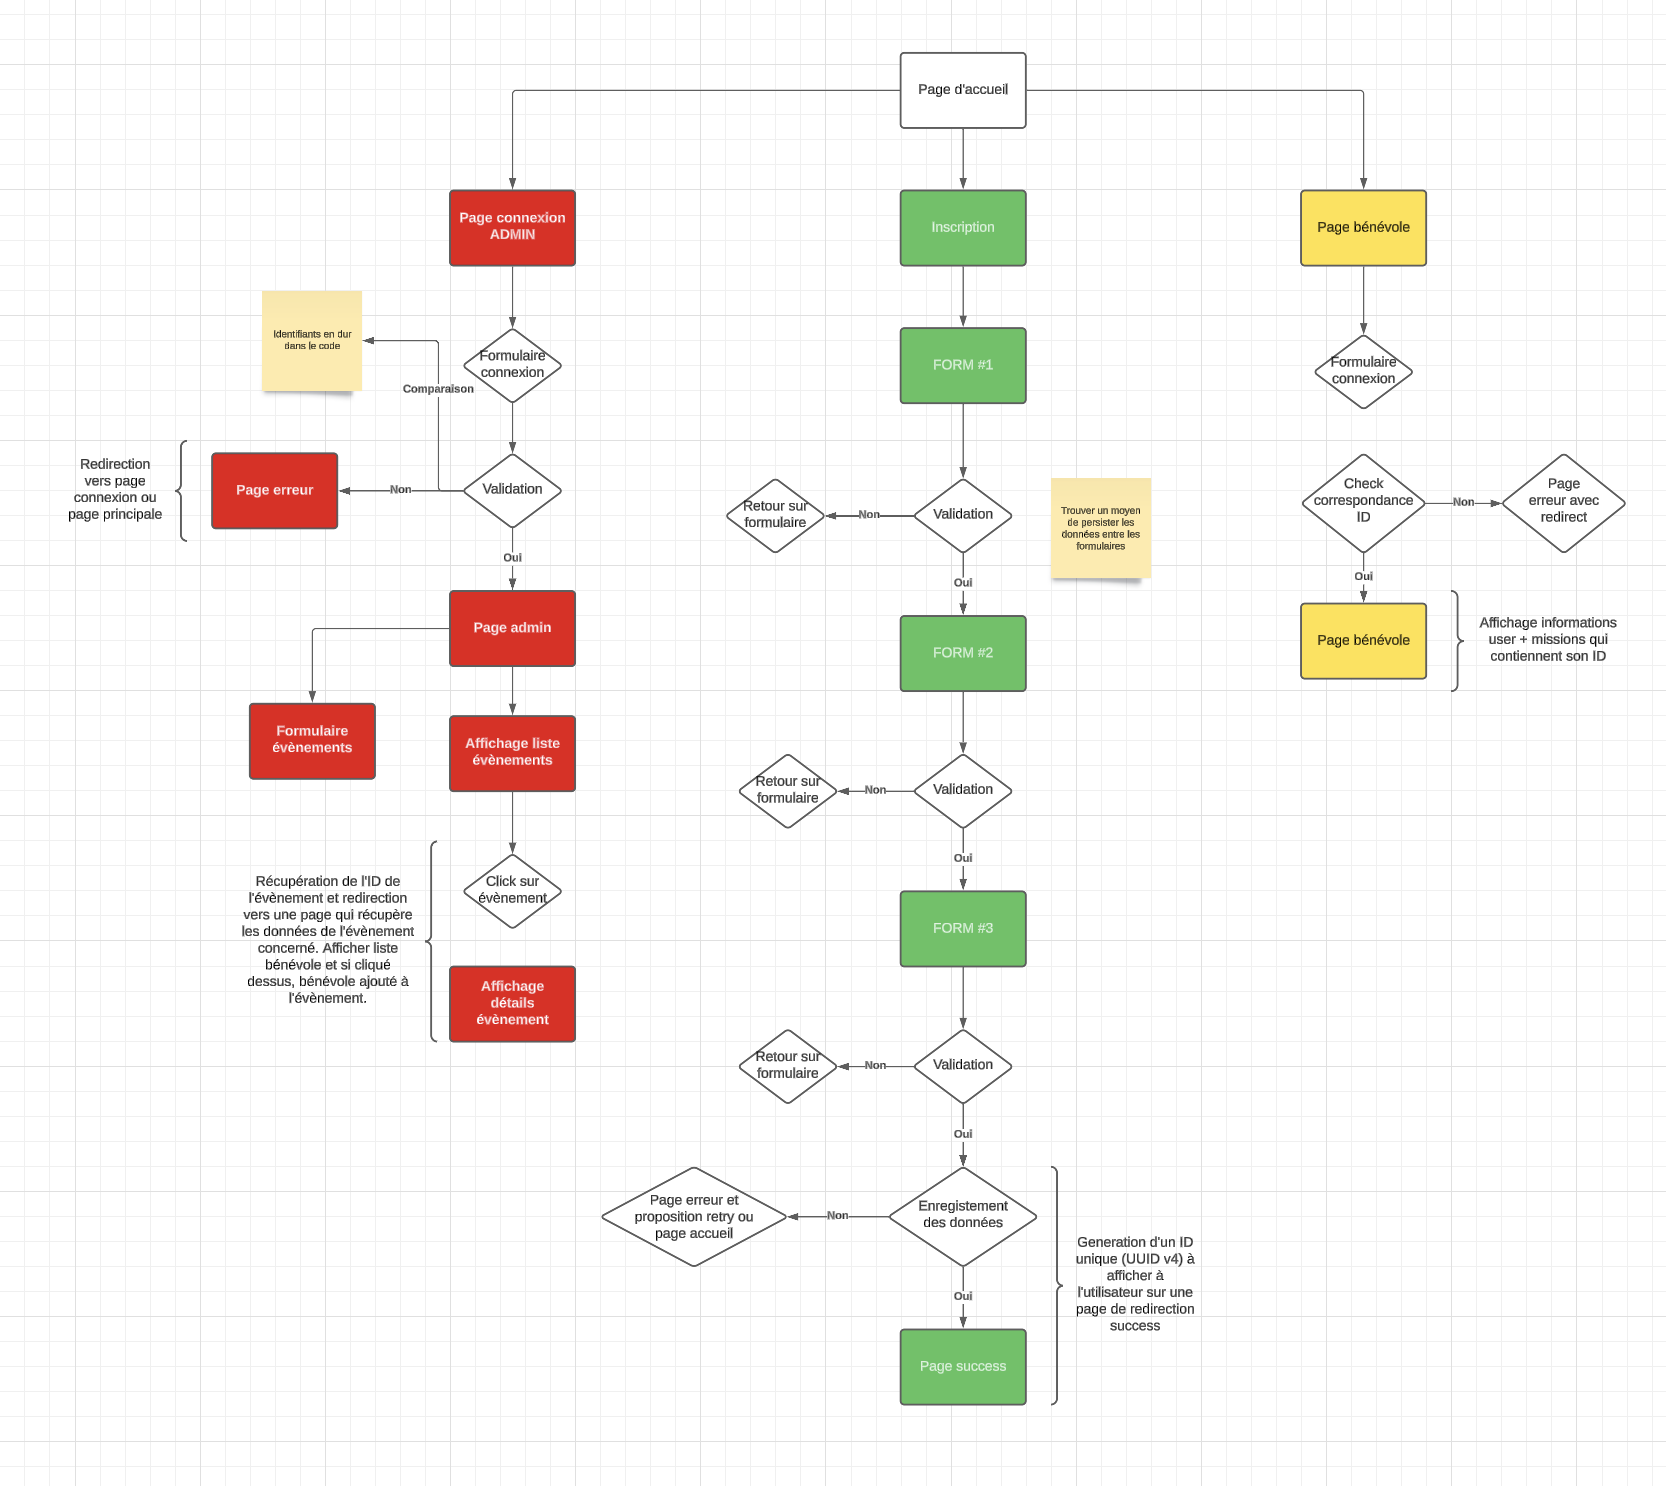 Page d'accueil
Page connexion
ADMIN
Inscription
Page bénévole
Identifiants en dur
dans le code
Formulaire
connexion
Comparaison
FORM #1
Formulaire
connexion
Redirection
vers page
connexion ou
page principale
Page erreur
Non
Validation
Oui
Retour sur
formulaire
Non
Validation
Oui
Trouver un moyen
de persister les
données entre les
formulaires
Check
correspondance
ID
Non
Page
erreur avec
redirect
Oui
Page admin
FORM #2
Page bénévole
Affichage informations
user + missions qui
contiennent son ID
Formulaire
évènements
Affichage liste
évènements
Retour sur
formulaire
Non
Validation
Oui
Récupération de l'ID de
l'évènement et redirection
vers une page qui récupère
les données de l'évènement
concerné. Afficher liste
bénévole et si cliqué
dessus, bénévole ajouté à
l'évènement.
Click sur
évènement
Affichage
détails
évènement
FORM #3
Retour sur
formulaire
Non
Validation
Oui
Page erreur et
proposition retry ou
page accueil
Non
Enregistement
des données
Oui
Generation d'un ID
unique (UUID v4) à
afficher à
l'utilisateur sur une
page de redirection
success
Page success